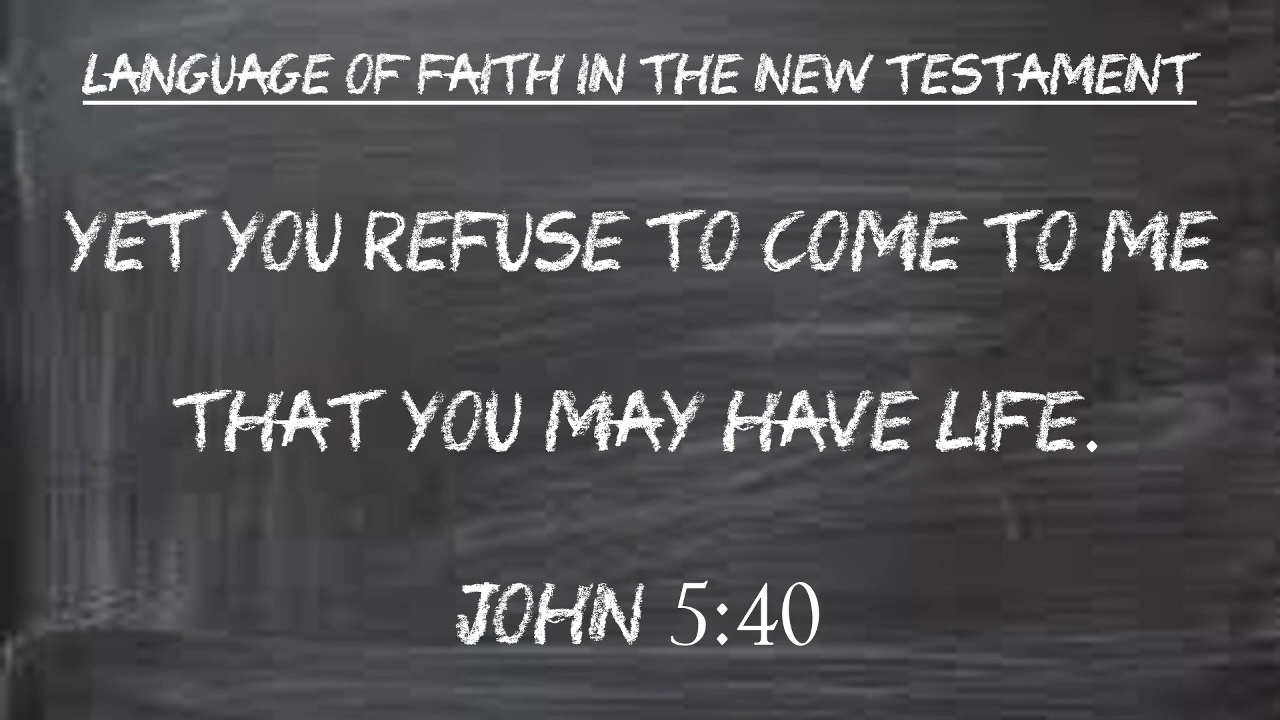 LANGUAGE OF FAITH IN THE NEW TESTAMENT
YET YOU REFUSE TO COME TO ME
THAT YOU MAY HAVE LIFE.
JOHN 5:40